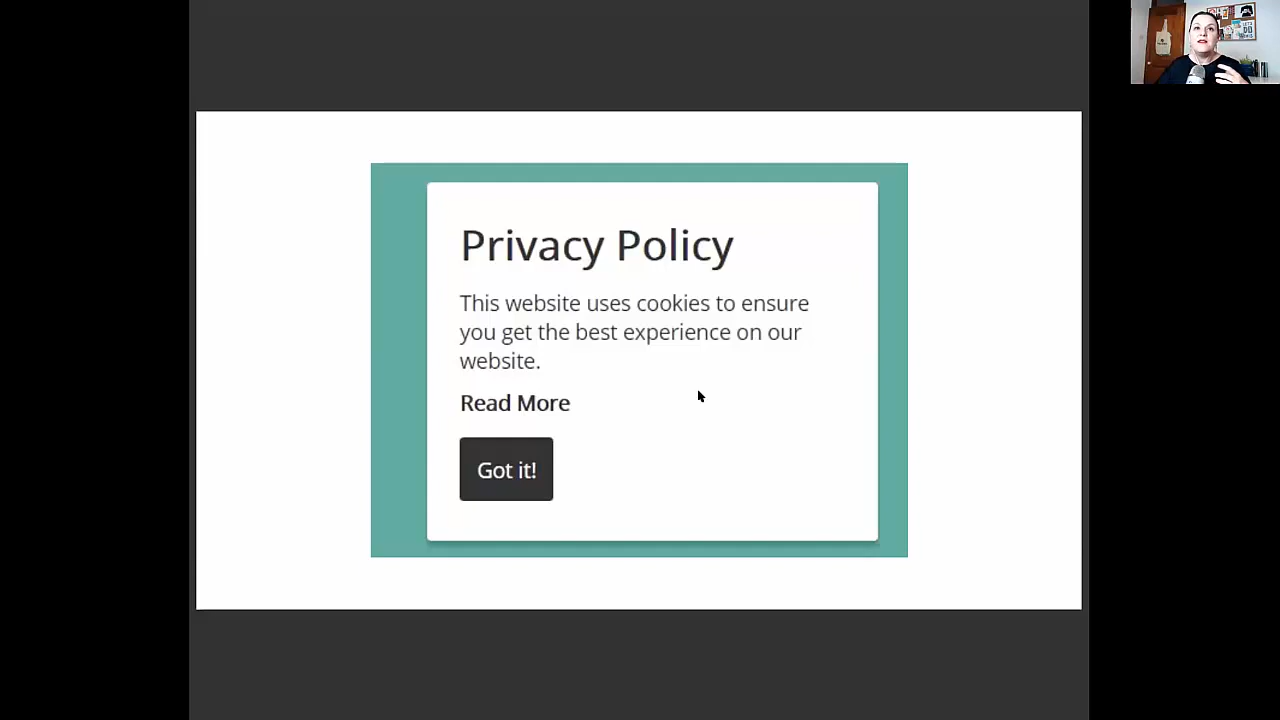 Privacy Policy
This website uses cookies to ensure
you get the best experience on our
website.
Read More
Got it!